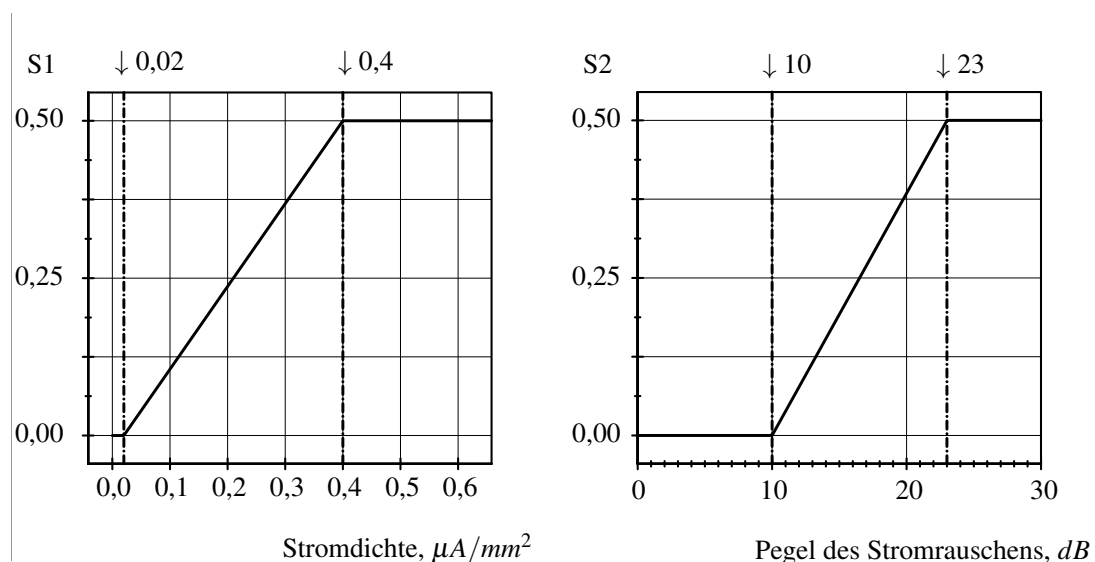 S1 ↓ 0,02 ↓ 0,4
0,50
0,25
0,00
0,0 0,1 0,2 0,3 0,4 0,5 0,6
Stromdichte, μA/mm²
S2 ↓ 10 ↓ 23
0,50
0,25
0,00
0 10 20 30
Pegel des Stromrauschens, dB